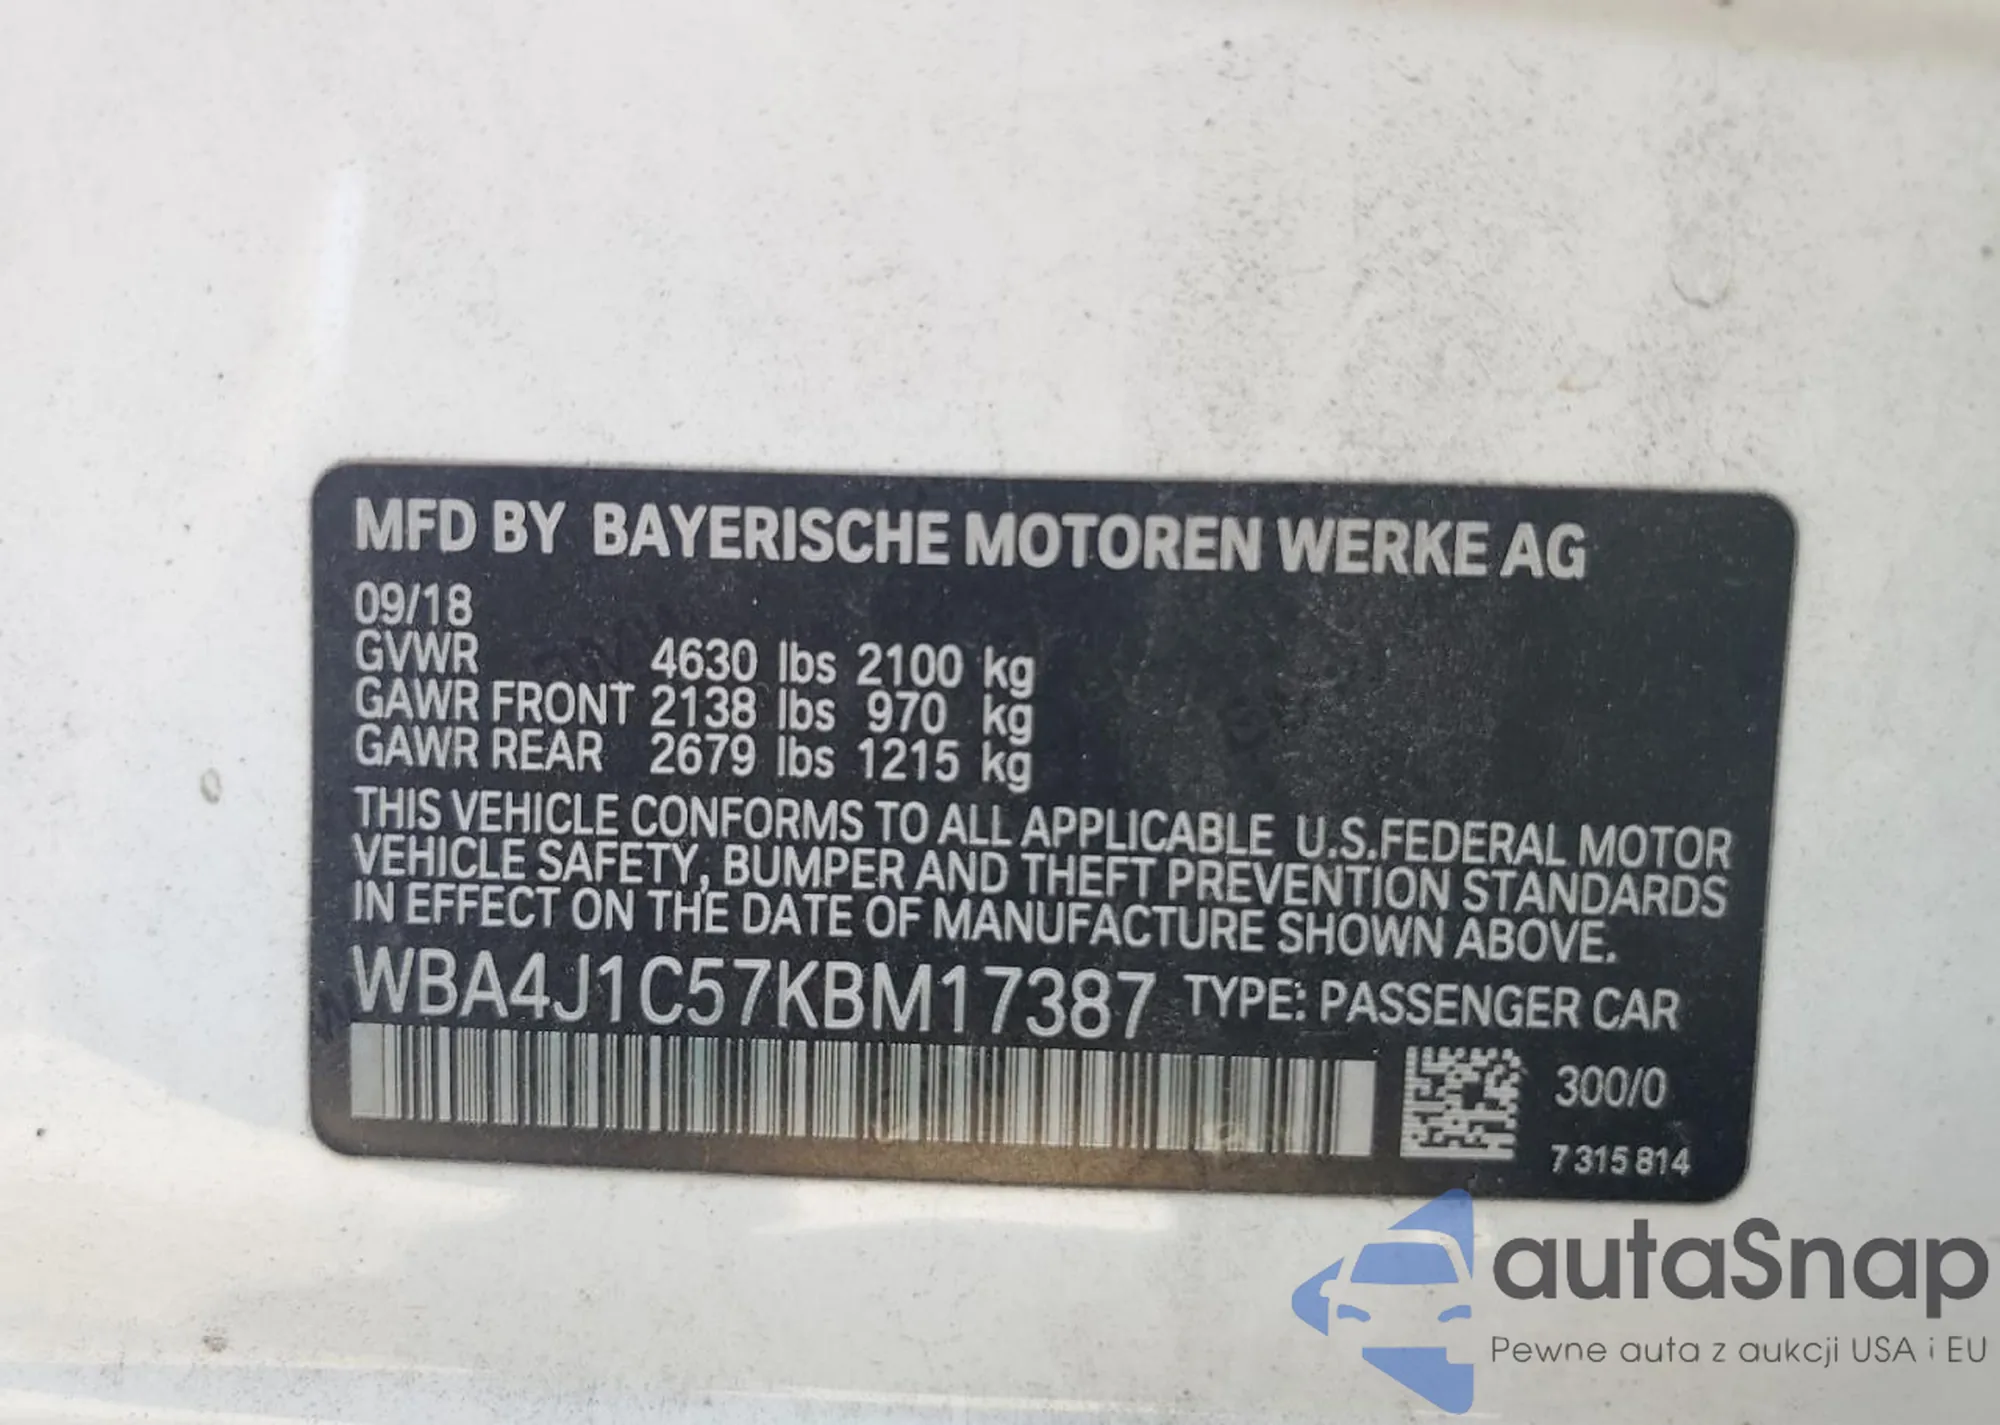 MFD BY BAYERISCHE MOTOREN WERKE AG
09/18
GVWR 4630 lbs 2100 kg
GAWR FRONT 2138 lbs 970 kg
GAWR REAR 2679 lbs 1215 kg
THIS VEHICLE CONFORMS TO ALL APPLICABLE U.S.FEDERAL MOTOR
VEHICLE SAFETY, BUMPER AND THEFT PREVENTION STANDARDS
IN EFFECT ON THE DATE OF MANUFACTURE SHOWN ABOVE.
WBA4J1C57KBM17387 TYPE: PASSENGER CAR
300/0
7 315 814
autaSnap
Pewne auta z aukcji USA i EU